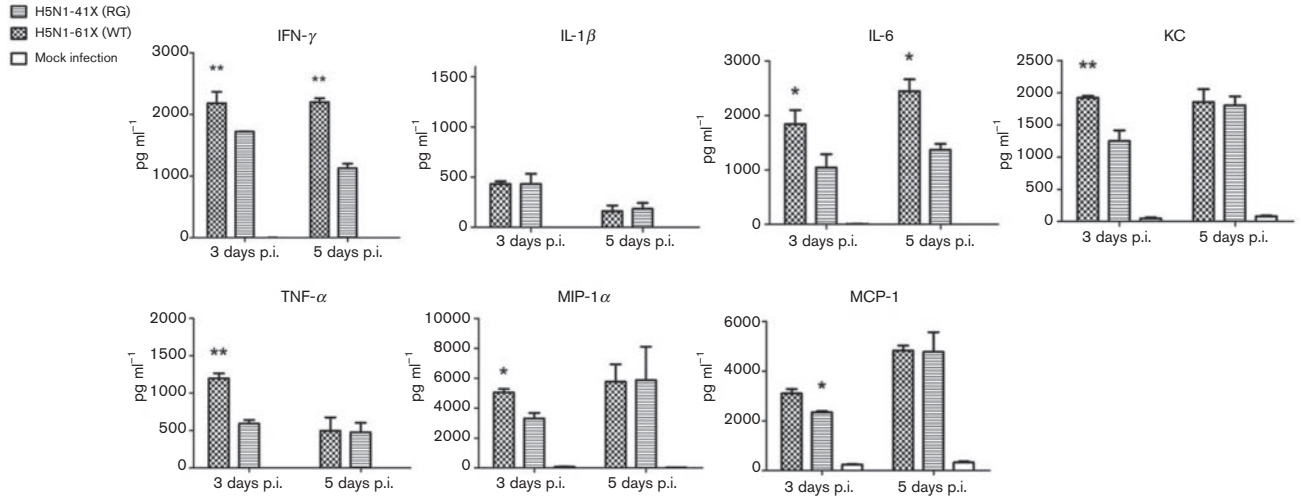 H5N1-41X (RG)
H5N1-61X (WT)
Mock infection
IFN-γ
pg ml⁻¹
3000
2000
1000
0
**
**
3 days p.i.
5 days p.i.
IL-1β
pg ml⁻¹
1500
1000
500
0
3 days p.i.
5 days p.i.
IL-6
pg ml⁻¹
3000
2000
1000
0
*
*
3 days p.i.
5 days p.i.
KC
pg ml⁻¹
2500
2000
1500
1000
500
0
**
3 days p.i.
5 days p.i.
TNF-α
pg ml⁻¹
2000
1500
1000
500
0
**
3 days p.i.
5 days p.i.
MIP-1α
pg ml⁻¹
10000
8000
6000
4000
2000
0
*
3 days p.i.
5 days p.i.
MCP-1
pg ml⁻¹
6000
4000
2000
0
*
3 days p.i.
5 days p.i.